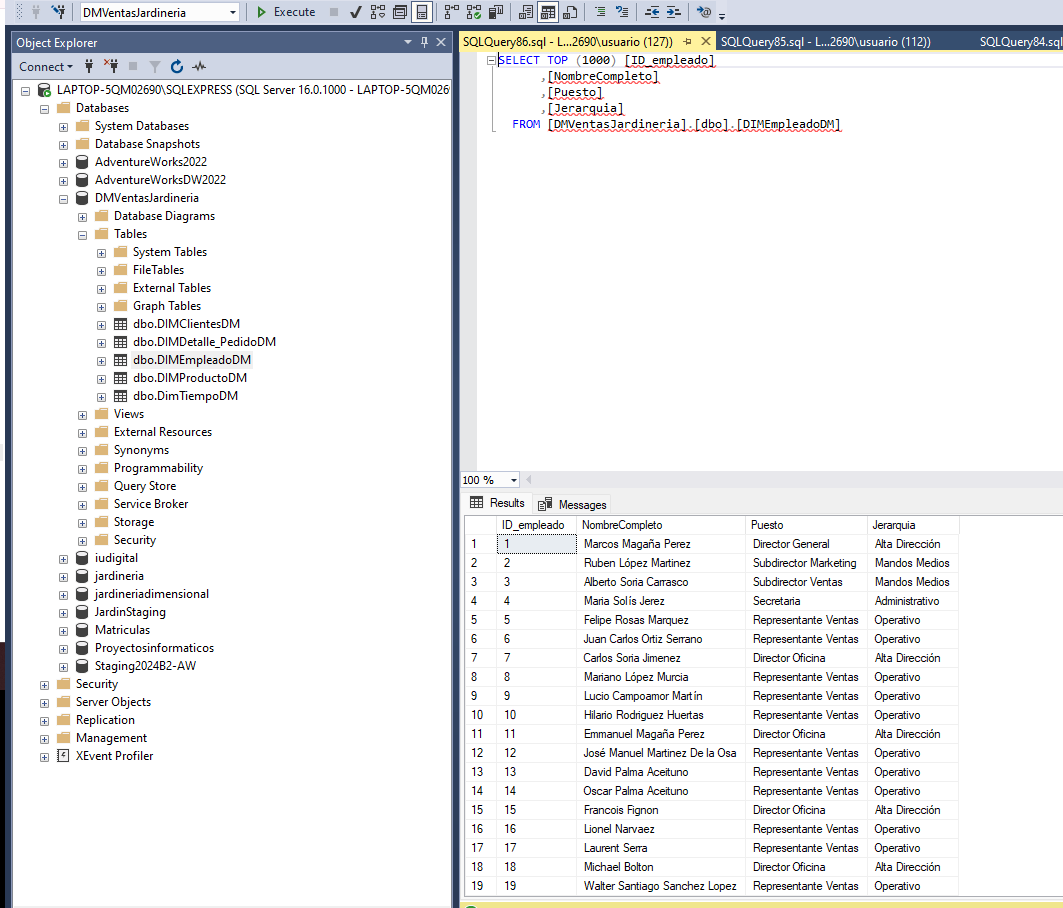 DMVentasJardineria
Execute
Object Explorer
SQLQuery86.sql - L...2690\usuario (127))
SQLQuery85.sql - L...2690\usuario (112))
SQLQuery84.sql
Connect
LAPTOP-5QM02690\SQLEXPRESS (SQL Server 16.0.1000 - LAPTOP-5QM026
Databases
System Databases
Database Snapshots
AdventureWorks2022
AdventureWorksDW2022
DMVentasJardineria
Database Diagrams
Tables
System Tables
FileTables
External Tables
Graph Tables
dbo.DIMClientesDM
dbo.DIMDetalle_PedidoDM
dbo.DIMEmpleadoDM
dbo.DIMProductoDM
dbo.DimTiempoDM
Views
External Resources
Synonyms
Programmability
Query Store
Service Broker
Storage
Security
iudigital
jardineria
jardineriadimensional
JardinStaging
Matriculas
Proyectosinformaticos
Staging2024B2-AW
Security
Server Objects
Replication
Management
XEvent Profiler
SELECT TOP (1000) [ID_empleado]
,[NombreCompleto]
,[Puesto]
,[Jerarquia]
FROM [DMVentasJardineria].[dbo].[DIMEmpleadoDM]
100 %
Results Messages
ID_empleado NombreCompleto Puesto Jerarquia
1 1 Marcos Magaña Perez Director General Alta Dirección
2 2 Ruben López Martinez Subdirector Marketing Mandos Medios
3 3 Alberto Soria Carrasco Subdirector Ventas Mandos Medios
4 4 Maria Solís Jerez Secretaria Administrativo
5 5 Felipe Rosas Marquez Representante Ventas Operativo
6 6 Juan Carlos Ortiz Serrano Representante Ventas Operativo
7 7 Carlos Soria Jimenez Director Oficina Alta Dirección
8 8 Mariano López Murcia Representante Ventas Operativo
9 9 Lucio Campoamor Martín Representante Ventas Operativo
10 10 Hilario Rodriguez Huertas Representante Ventas Operativo
11 11 Emmanuel Magaña Perez Director Oficina Alta Dirección
12 12 José Manuel Martinez De la Osa Representante Ventas Operativo
13 13 David Palma Aceituno Representante Ventas Operativo
14 14 Oscar Palma Aceituno Representante Ventas Operativo
15 15 Francois Fignon Director Oficina Alta Dirección
16 16 Lionel Narvaez Representante Ventas Operativo
17 17 Laurent Serra Representante Ventas Operativo
18 18 Michael Bolton Director Oficina Alta Dirección
19 19 Walter Santiago Sanchez Lopez Representante Ventas Operativo